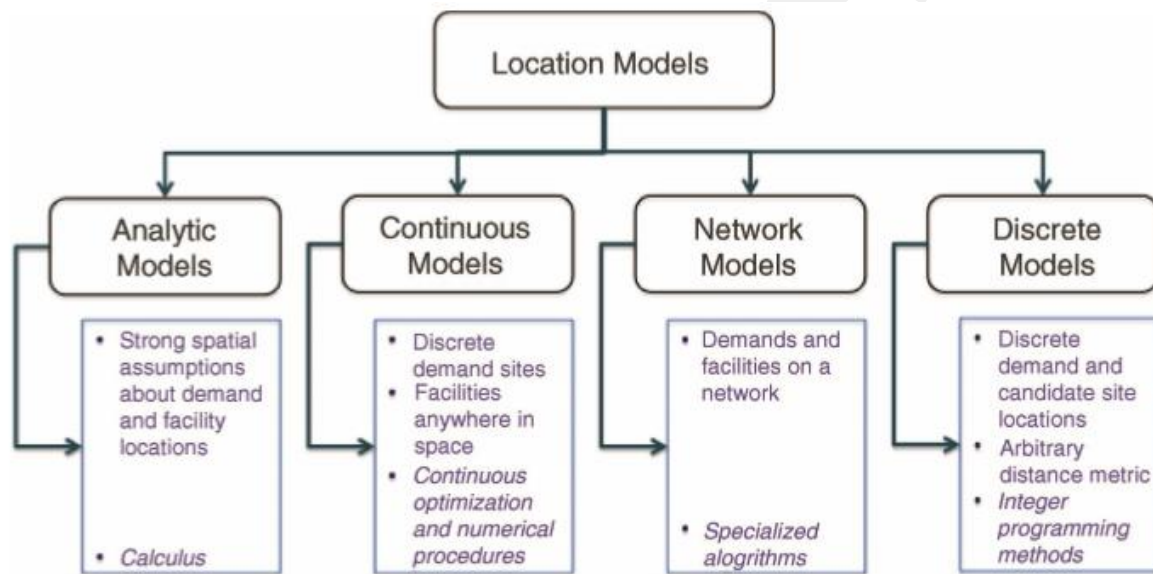 Location Models
Analytic
Models
Continuous
Models
Network
Models
Discrete
Models
• Strong spatial
assumptions
about demand
and facility
locations
• Calculus
• Discrete
demand sites
• Facilities
anywhere in
space
• Continuous
optimization
and numerical
procedures
• Demands and
facilities on a
network
• Specialized
alogrithms
• Discrete
demand and
candidate site
locations
• Arbitrary
distance metric
• Integer
programming
methods